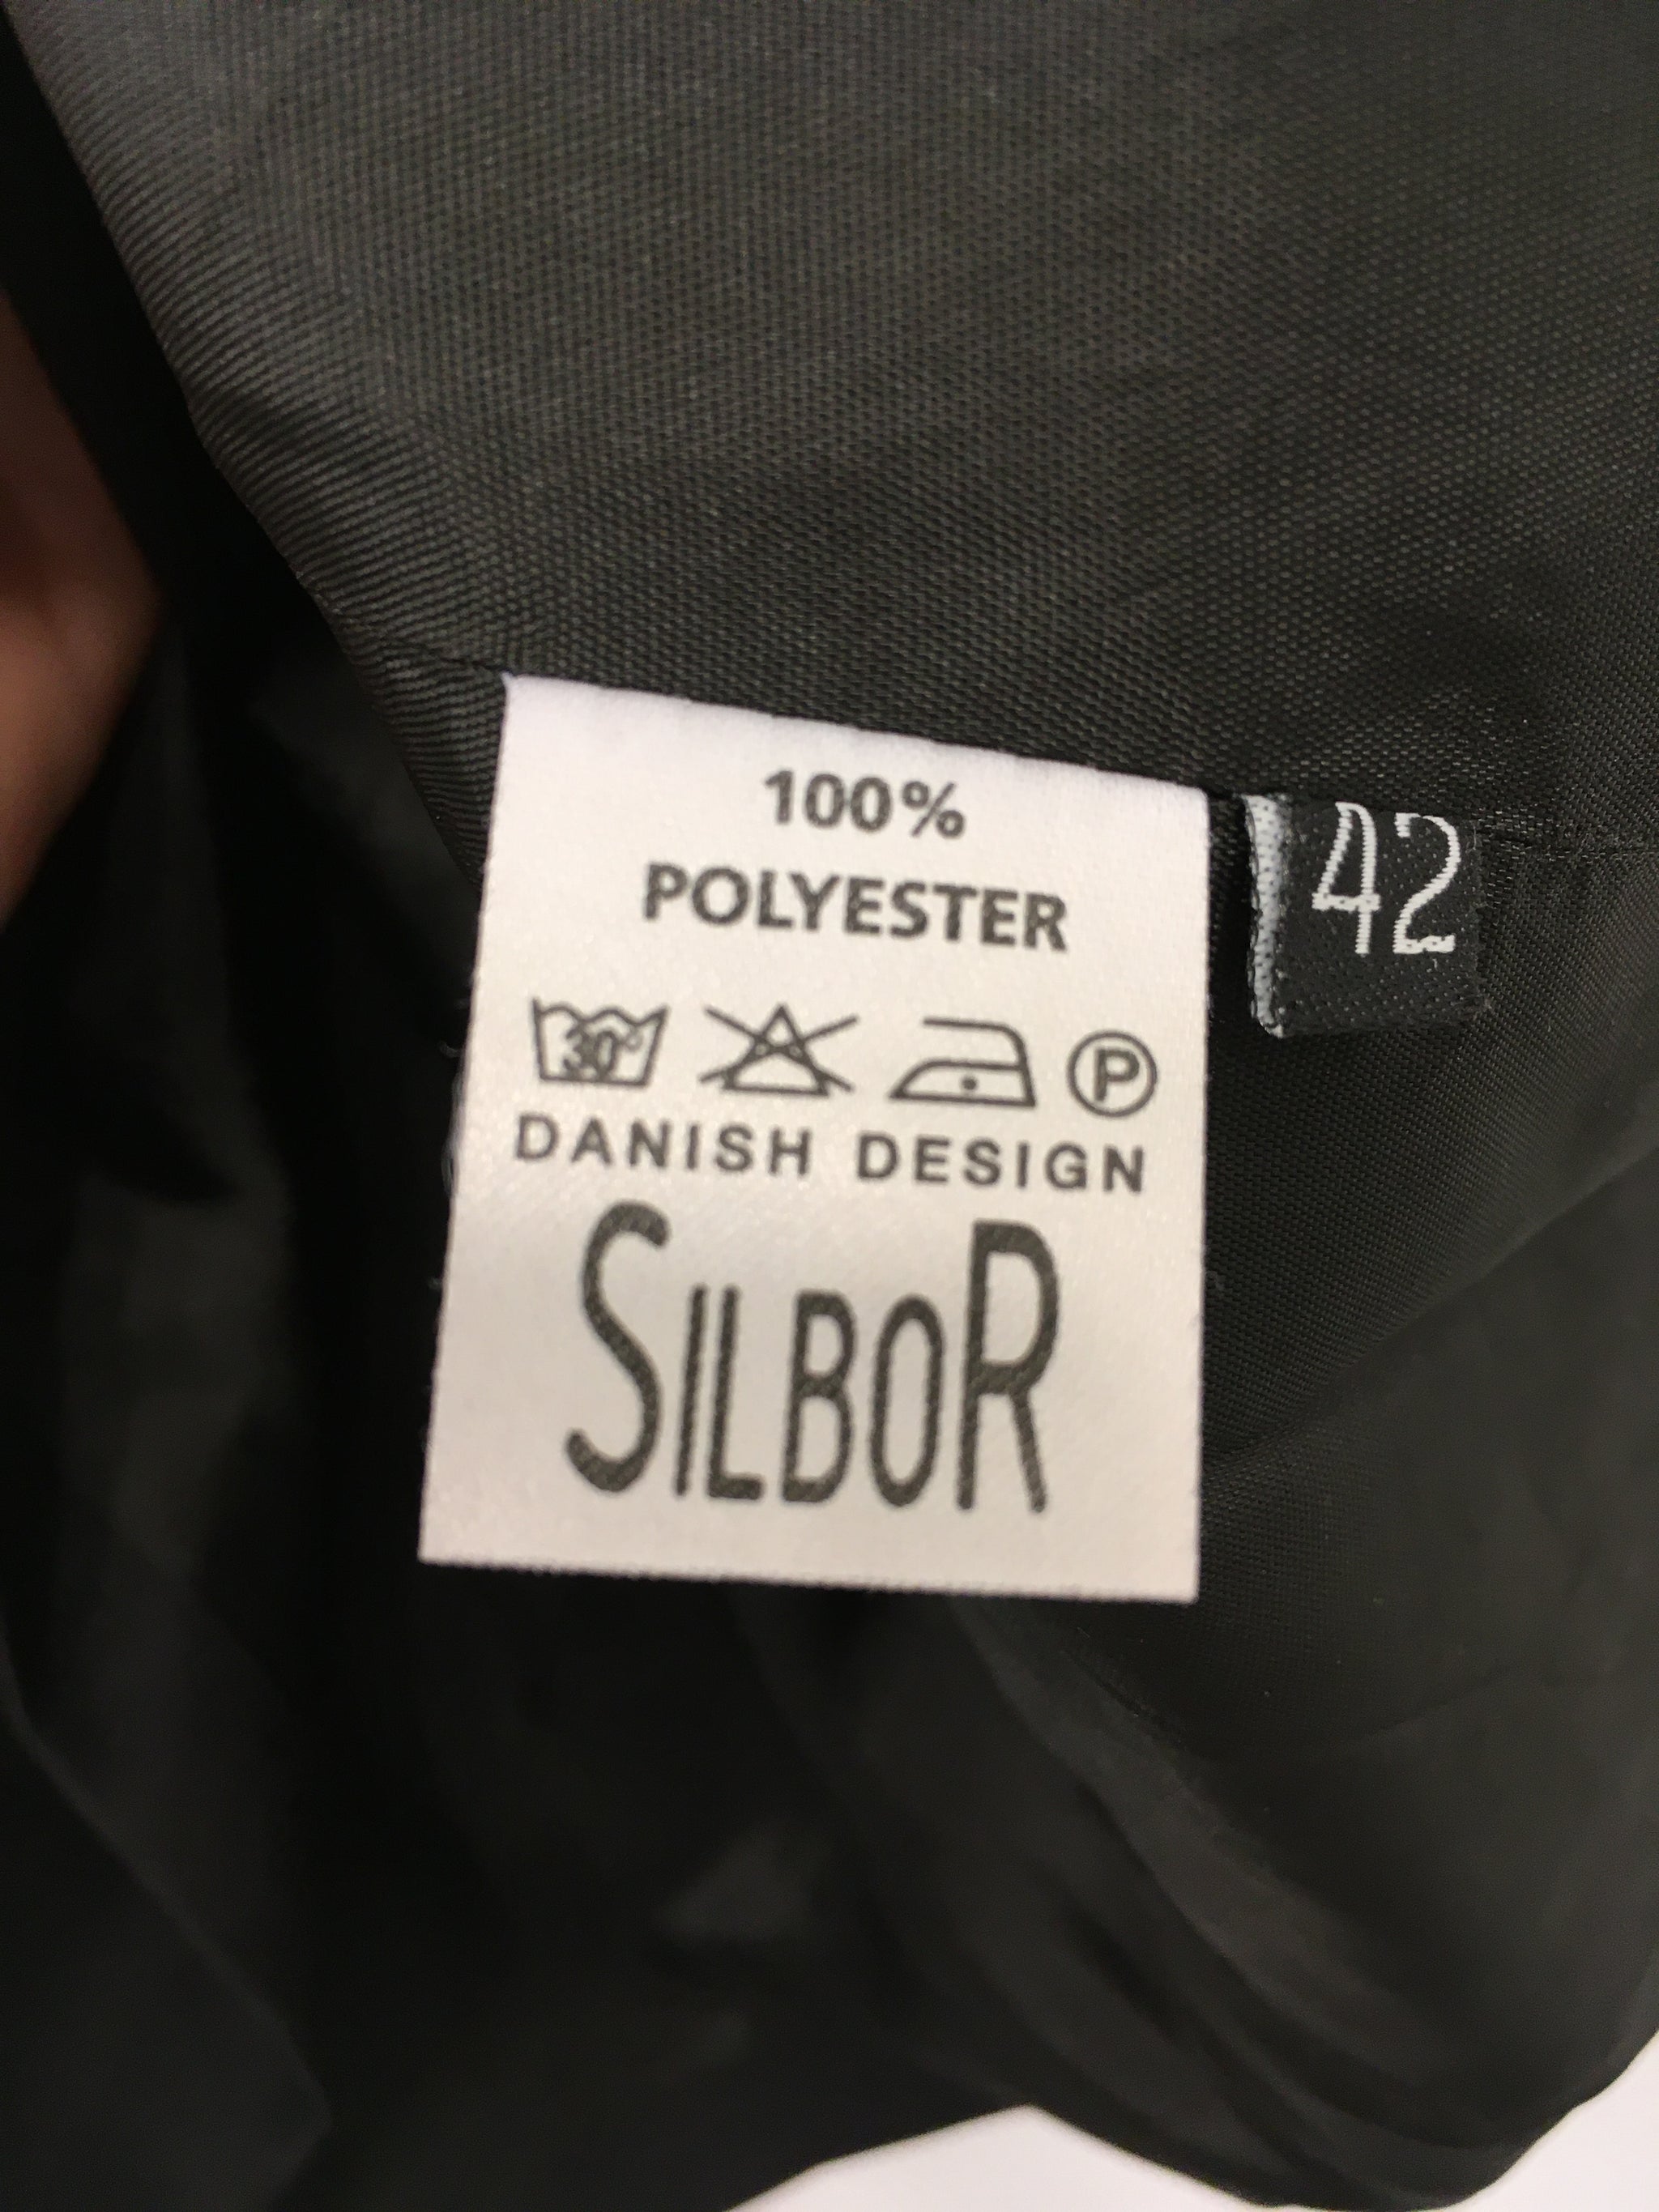 100%
POLYESTER
42
30°
P
DANISH DESIGN
SILBOR